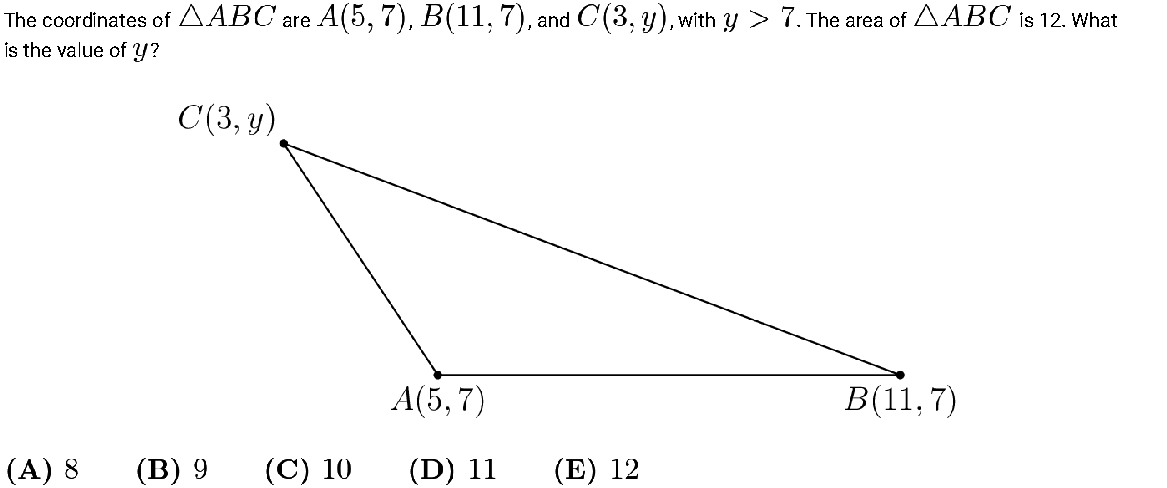 The coordinates of △ABC are A(5, 7), B(11, 7), and C(3, y), with y > 7. The area of △ABC is 12. What
is the value of y?
C(3, y)
A(5, 7)
B(11, 7)
(A) 8 (B) 9 (C) 10 (D) 11 (E) 12